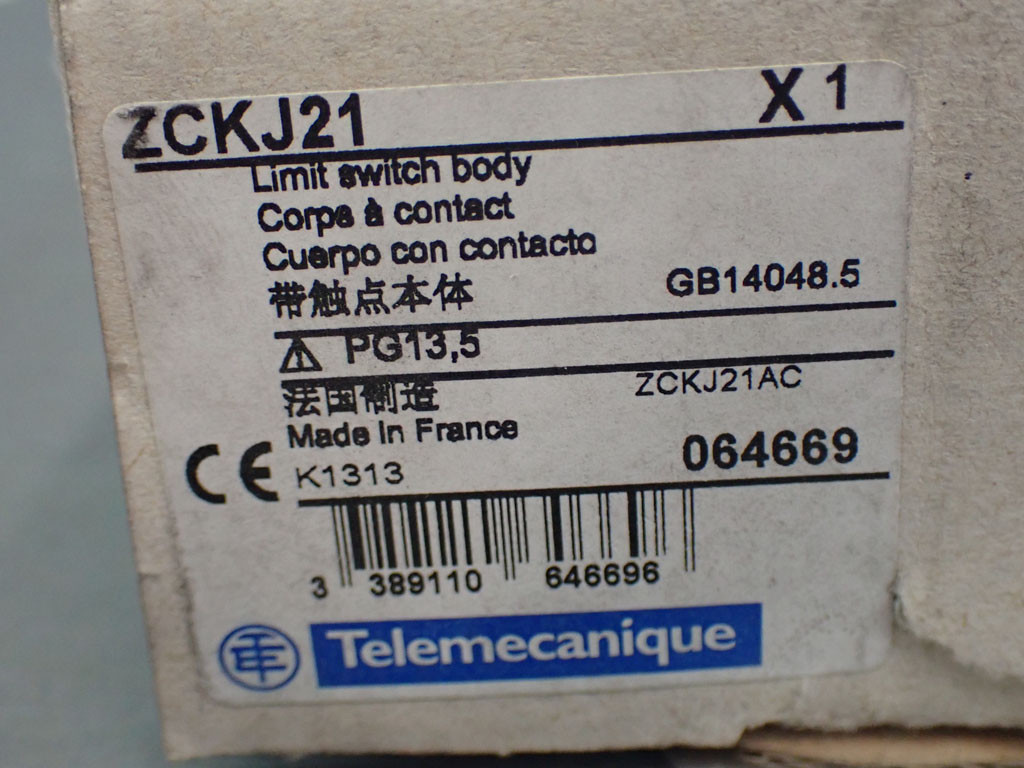 ZCKJ21 X 1
Limit switch body
Corps à contact
Cuerpo con contacto
带触点本体 GB14048.5
PG13,5
法国制造 ZCKJ21AC
Made in France
CE K1313 064669
3 389110 646696
Telemecanique